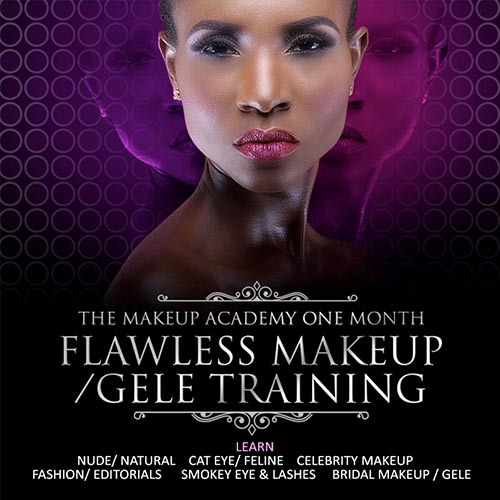 THE MAKEUP ACADEMY ONE MONTH
FLAWLESS MAKEUP
/GELE TRAINING
LEARN
NUDE/ NATURAL CAT EYE/ FELINE CELEBRITY MAKEUP
FASHION/ EDITORIALS SMOKEY EYE & LASHES BRIDAL MAKEUP / GELE